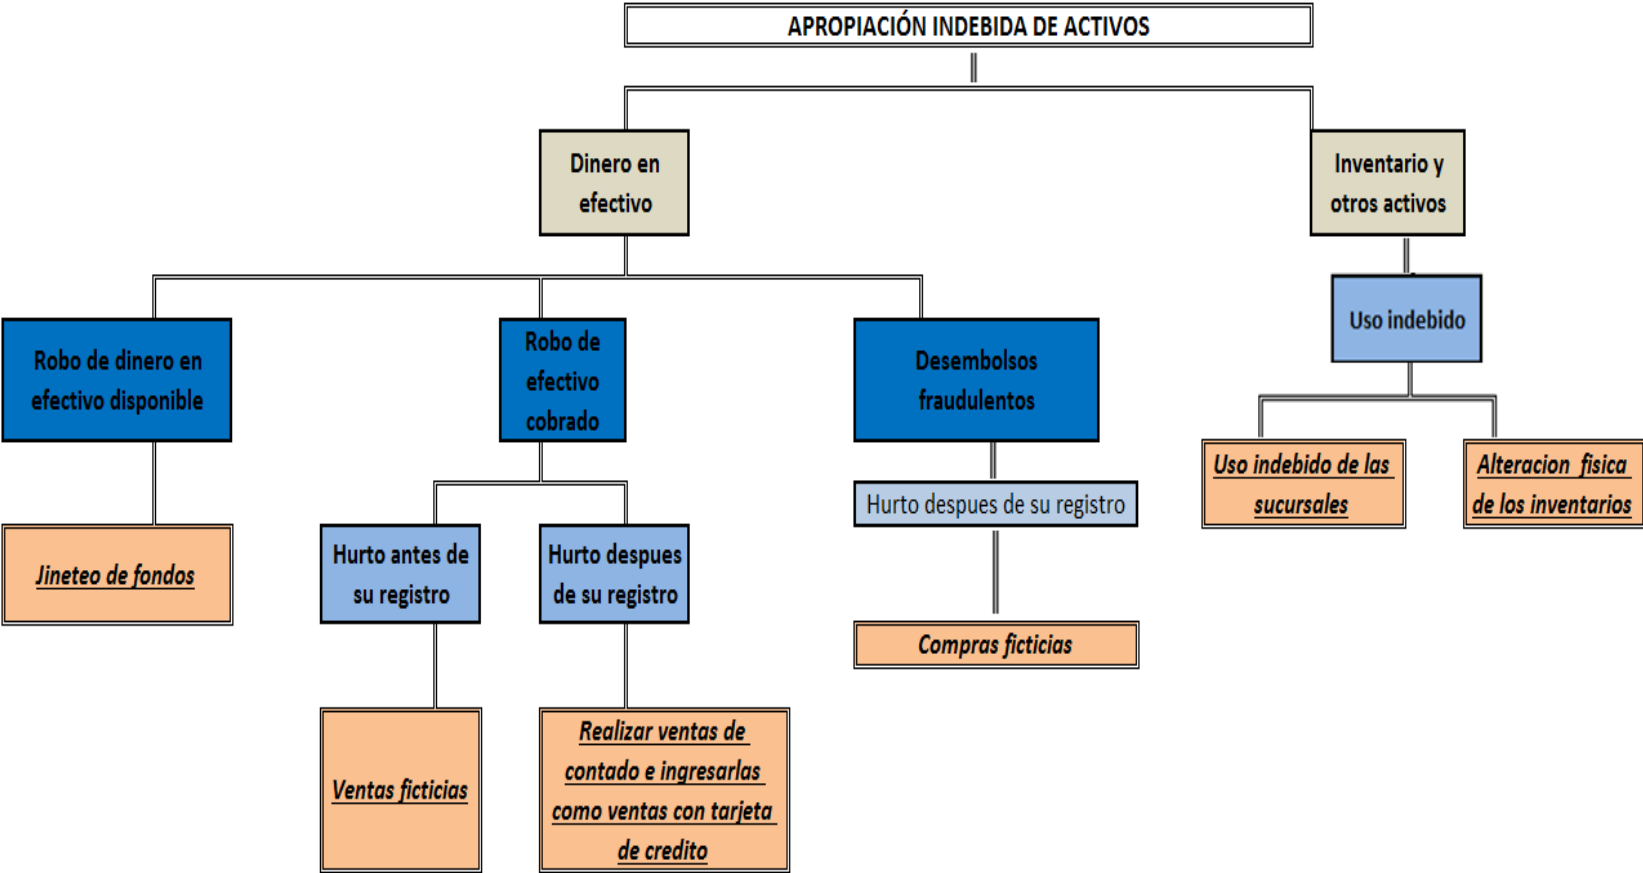 APROPIACIÓN INDEBIDA DE ACTIVOS
Dinero en
efectivo
Inventario y
otros activos
Robo de dinero en
efectivo disponible
Robo de
efectivo
cobrado
Desembolsos
fraudulentos
Uso indebido
Jineteo de fondos
Hurto antes de
su registro
Hurto despues
de su registro
Hurto despues de su registro
Uso indebido de las
sucursales
Alteracion fisica
de los inventarios
Ventas ficticias
Realizar ventas de
contado e ingresarlas
como ventas con tarjeta
de credito
Compras ficticias